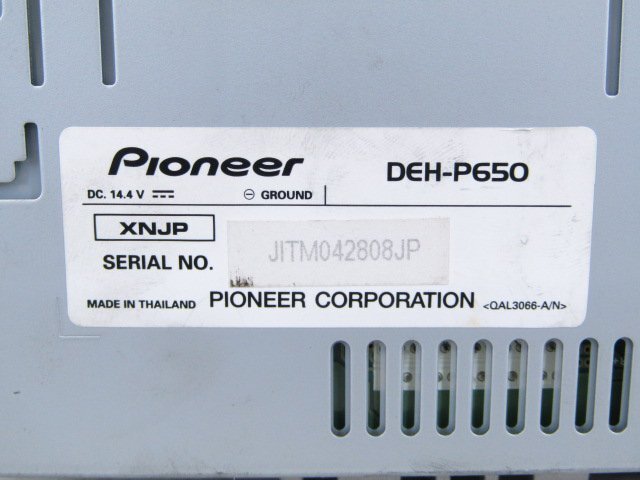 Pioneer DEH-P650
DC. 14.4 V ⎓ ⊖ GROUND
XNJP
SERIAL NO. JITM042808JP
MADE IN THAILAND PIONEER CORPORATION <QAL3066-A/N>